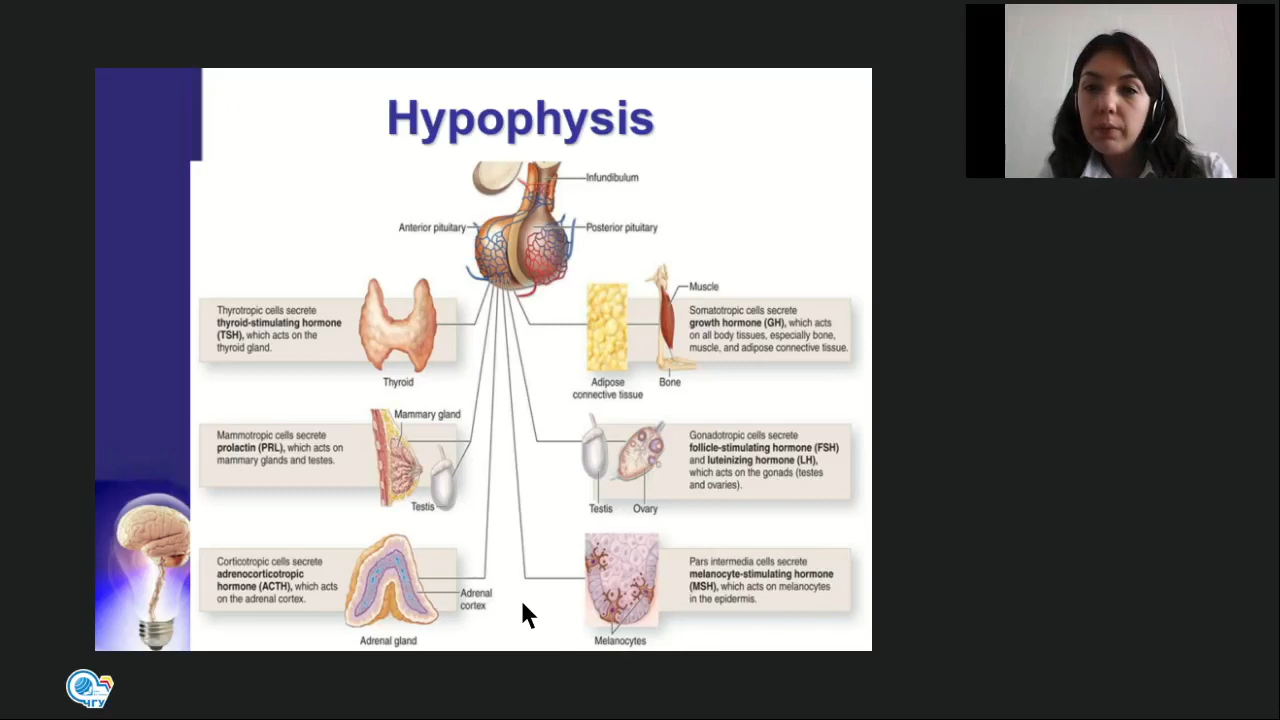 Hypophysis
Infundibulum
Anterior pituitary
Posterior pituitary
Thyrotropic cells secrete
thyroid-stimulating hormone
(TSH), which acts on the
thyroid gland.
Thyroid
Muscle
Adipose
connective tissue
Bone
Somatotropic cells secrete
growth hormone (GH), which acts
on all body tissues, especially bone,
muscle, and adipose connective tissue.
Mammotropic cells secrete
prolactin (PRL), which acts on
mammary glands and testes.
Mammary gland
Testis
Testis
Ovary
Gonadotropic cells secrete
follicle-stimulating hormone (FSH)
and luteinizing hormone (LH),
which acts on the gonads (testes
and ovaries).
Corticotropic cells secrete
adrenocorticotropic
hormone (ACTH), which acts
on the adrenal cortex.
Adrenal
cortex
Adrenal gland
Melanocytes
Pars intermedia cells secrete
melanocyte-stimulating hormone
(MSH), which acts on melanocytes
in the epidermis.
ЧГУ